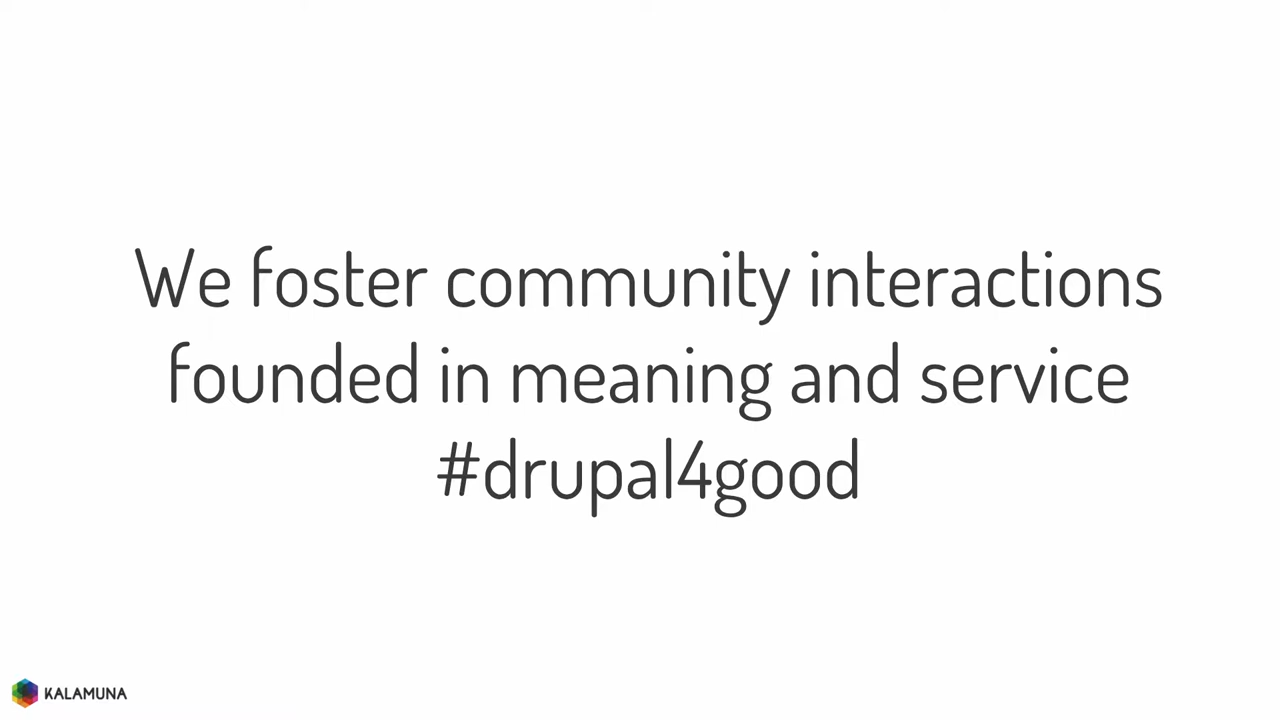 We foster community interactions
founded in meaning and service
#drupal4good
KALAMUNA